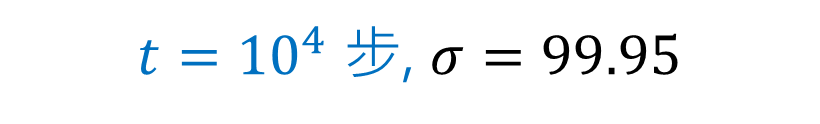 t = 10⁴ 步, σ = 99.95